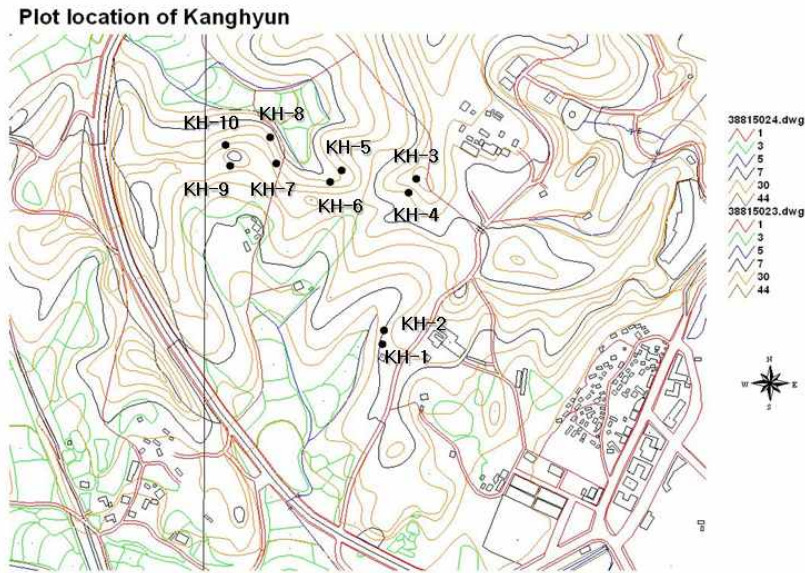 Plot location of Kanghyun
KH-10
KH-8
KH-5
KH-3
KH-9
KH-7
KH-6
KH-4
KH-2
KH-1
38815024.dwg
1
3
5
7
30
44
38815023.dwg
1
3
5
7
30
44
N
W E
S